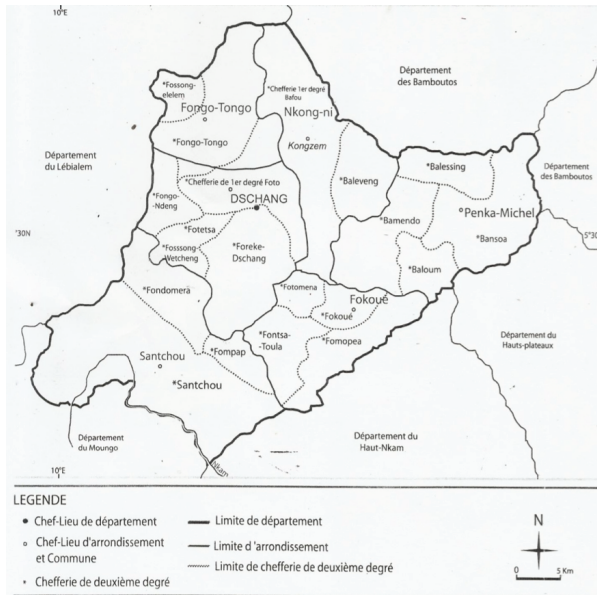 10°E
Département
des Bamboutos
*Fossong-
elelem
Fongo-Tongo
*Chefferie 1er degré
Bafou
Nkong-ni
*Fongo-Tongo
Kongzem
Département
du Lébialem
*Balessing
Département
des Bamboutos
*Chefferie de 1er degré Foto
*Baleveng
*Fongo-
-Ndeng
DSCHANG
*Bamendo
Penka-Michel
°30N
*Fotetsa
*Bansoa
5°30
*Fosssong-
Wetcheng
*Foreke-
Dschang
*Baloum
*Fondomera
*Fotomena
Fokoué
*Fokoué
Département du
Hauts-plateaux
*Fontsa-
-Toula
*Fomopea
Santchou
*Fompap
*Santchou
Département
du Moungo
Département du
Haut-Nkam
Nkam
10°E
LEGENDE
Chef-Lieu de département
Limite de département
Chef-Lieu d'arrondissement
et Commune
Limite d 'arrondissement
Limite de chefferie de deuxième degré
* Chefferie de deuxième degré
N
0 5 Km